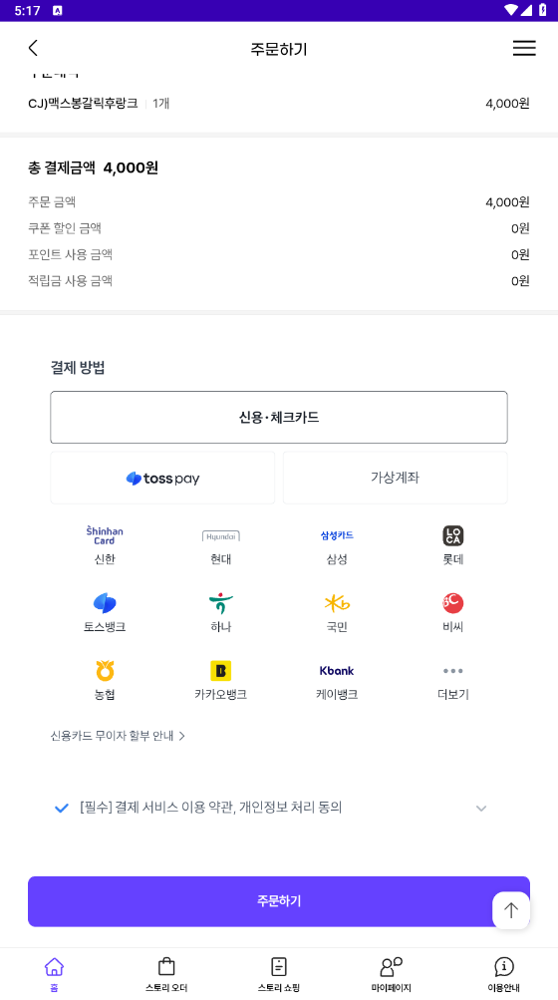 5:17
A
주문하기
CJ)맥스봉갈릭후랑크 1개 4,000원
총 결제금액 4,000원
주문 금액 4,000원
쿠폰 할인 금액 0원
포인트 사용 금액 0원
적립금 사용 금액 0원
결제 방법
신용·체크카드
toss pay 가상계좌
Shinhan Card Hyundai 삼성카드 LOCA
신한 현대 삼성 롯데
토스뱅크 하나 국민 비씨
B Kbank
농협 카카오뱅크 케이뱅크 더보기
신용카드 무이자 할부 안내
[필수] 결제 서비스 이용 약관, 개인정보 처리 동의
주문하기
홈 스토리 오더 스토리 쇼핑 마이페이지 이용안내